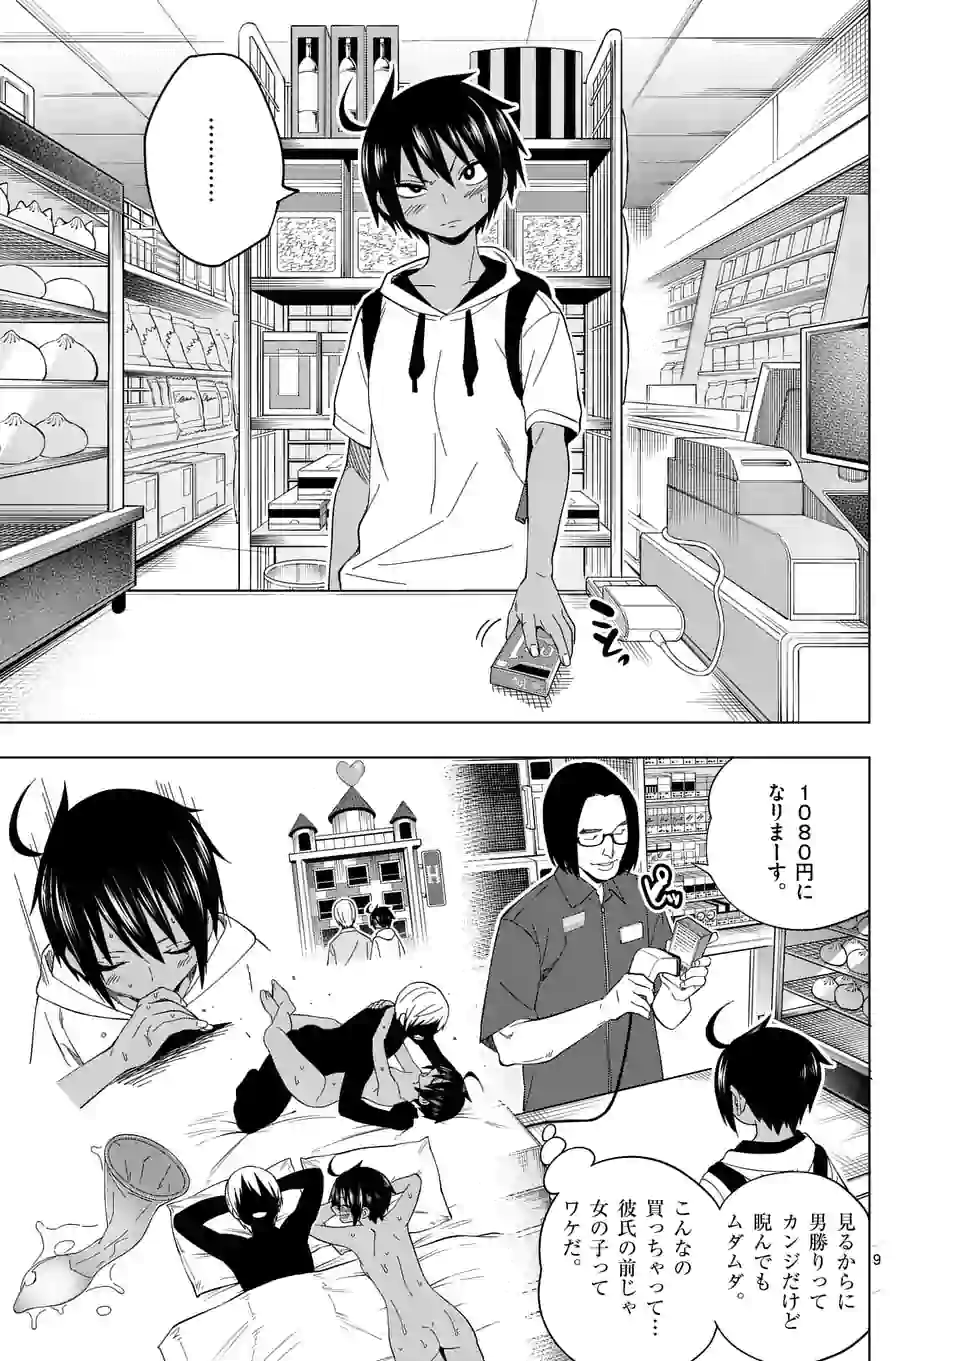 …………
1080円に
なりまーす。
ピッ
見るからに
男勝りって
カンジだけど
睨んでも
ムダムダ。
こんなの
買っちゃって…
彼氏の前じゃ
女の子って
ワケだ。
9